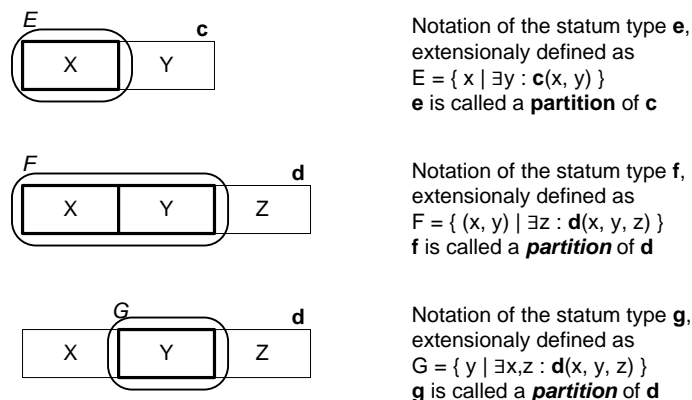 E
c
X Y
Notation of the statum type e,
extensionaly defined as
E = { x | ∃y : c(x, y) }
e is called a partition of c
F
d
X Y Z
Notation of the statum type f,
extensionaly defined as
F = { (x, y) | ∃z : d(x, y, z) }
f is called a partition of d
G
d
X Y Z
Notation of the statum type g,
extensionaly defined as
G = { y | ∃x,z : d(x, y, z) }
g is called a partition of d